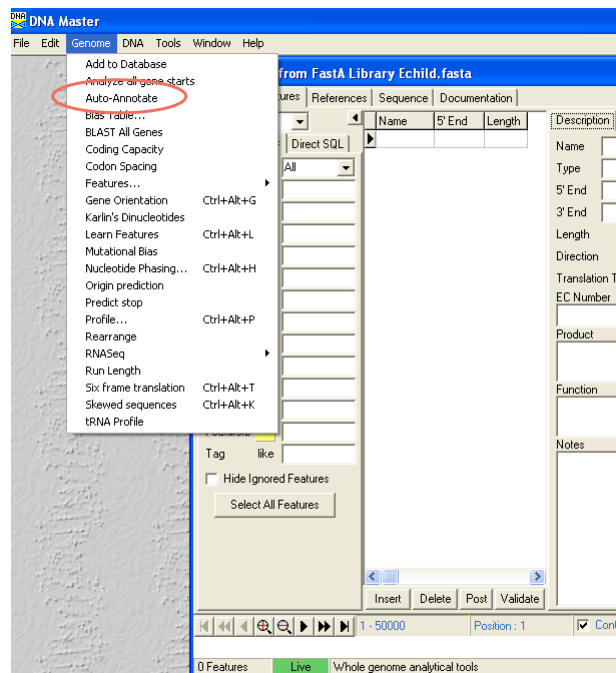 DNA Master
File Edit Genome DNA Tools Window Help
Add to Database
Analyze all gene starts
Auto-Annotate
Bias Table...
BLAST All Genes
Coding Capacity
Codon Spacing
Features...
Gene Orientation Ctrl+Alt+G
Karlin's Dinucleotides
Learn Features Ctrl+Alt+L
Mutational Bias
Nucleotide Phasing... Ctrl+Alt+H
Origin prediction
Predict stop
Profile... Ctrl+Alt+P
Rearrange
RNASeq
Run Length
Six frame translation Ctrl+Alt+T
Skewed sequences Ctrl+Alt+K
tRNA Profile
from FastA Library Echild.fasta
References Sequence Documentation
Direct SQL
All
Name 5' End Length
Description
Name
Type
5' End
3' End
Length
Direction
Translation T
EC Number
Product
Function
Notes
Tag like
Hide Ignored Features
Select All Features
Insert Delete Post Validate
1 - 50000 Position : 1
0 Features Live Whole genome analytical tools